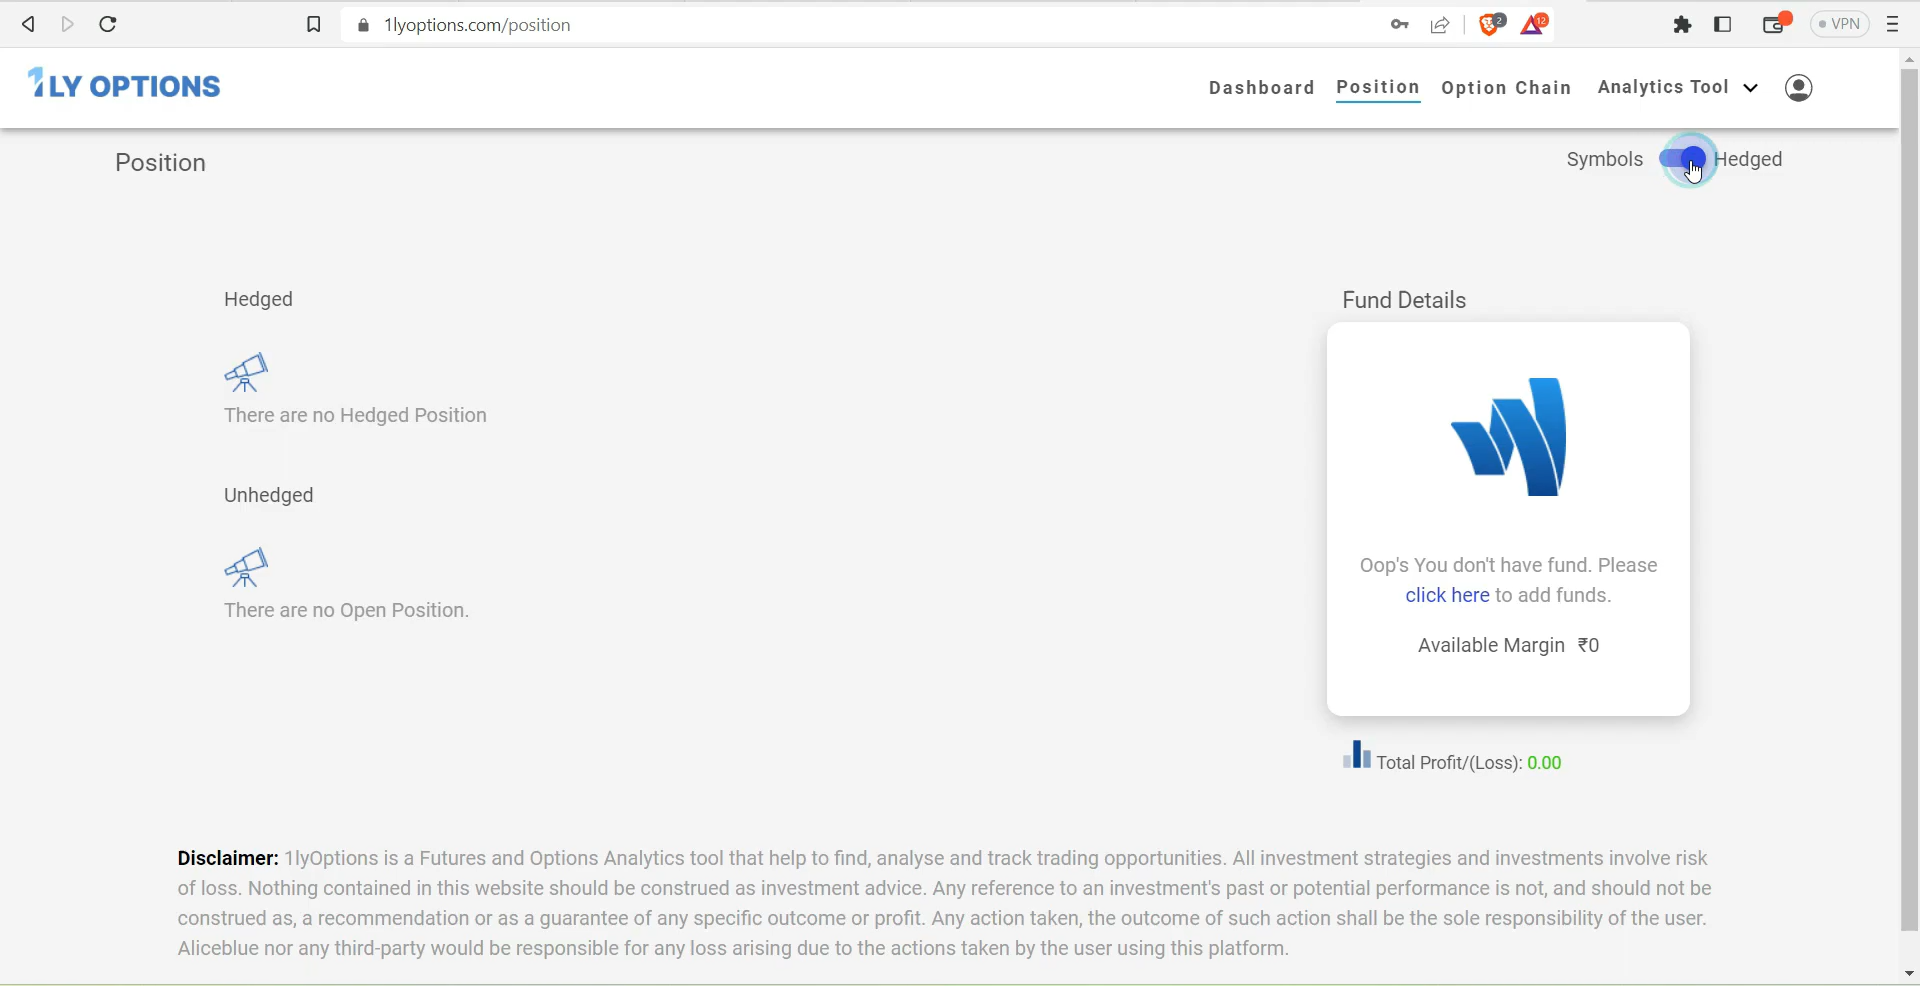 1lyoptions.com/position
2
12
VPN
1LY OPTIONS
Dashboard Position Option Chain Analytics Tool
Position
Symbols Hedged
Hedged
There are no Hedged Position
Unhedged
There are no Open Position.
Fund Details
Oop's You don't have fund. Please
click here to add funds.
Available Margin ₹0
Total Profit/(Loss): 0.00
Disclaimer: 1lyOptions is a Futures and Options Analytics tool that help to find, analyse and track trading opportunities. All investment strategies and investments involve risk
of loss. Nothing contained in this website should be construed as investment advice. Any reference to an investment's past or potential performance is not, and should not be
construed as, a recommendation or as a guarantee of any specific outcome or profit. Any action taken, the outcome of such action shall be the sole responsibility of the user.
Aliceblue nor any third-party would be responsible for any loss arising due to the actions taken by the user using this platform.